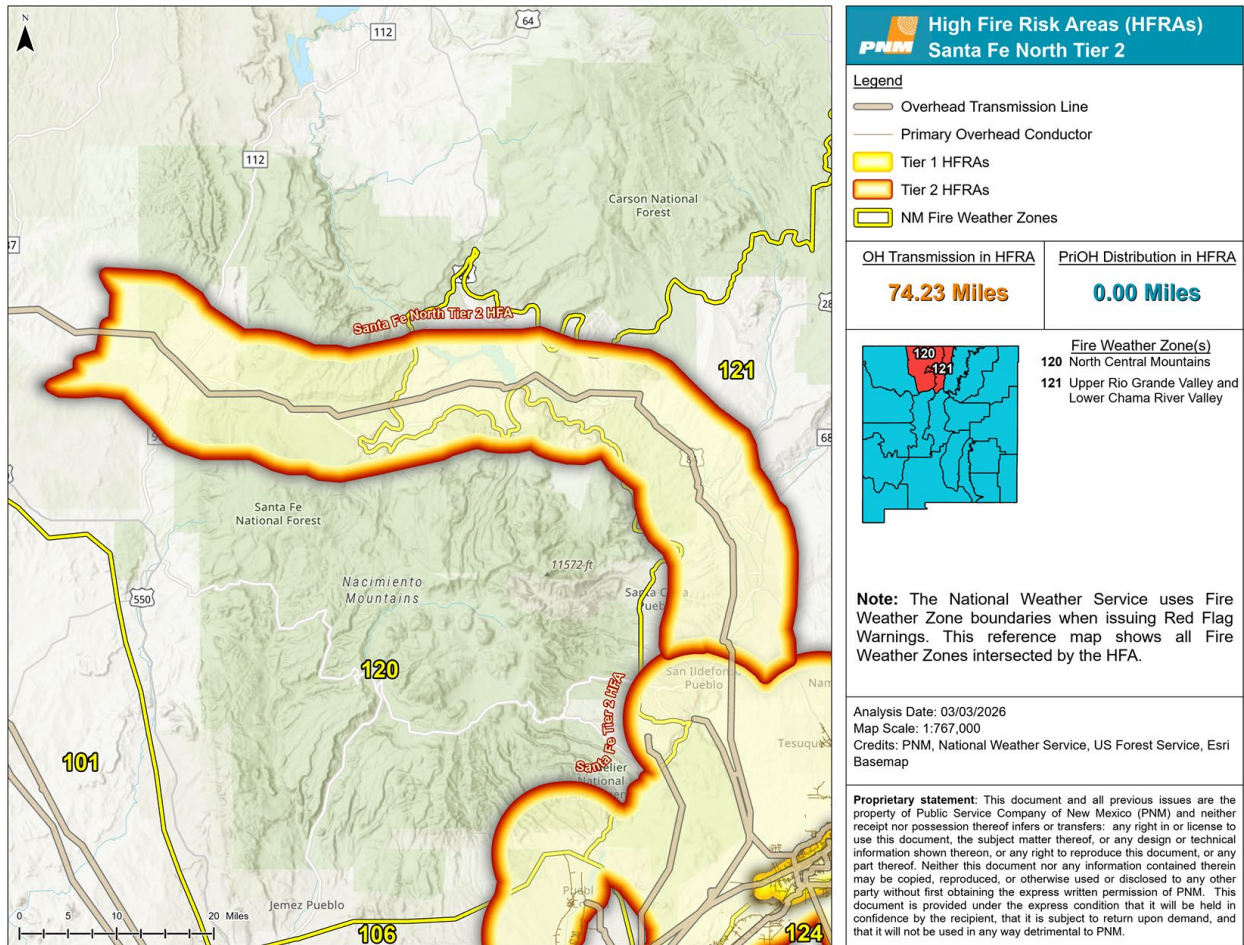 N
64
112
112
Carson National
Forest
Santa Fe North Tier 2 HFA
121
Santa Fe
National Forest
11572 ft
Nacimiento
Mountains
550
120
San Ildefonso
Pueblo
Santa Fe Tier 2 HFA
National
101
Jemez Pueblo
106
124
0 5 10 20 Miles
PNM
High Fire Risk Areas (HFRAs)
Santa Fe North Tier 2
Legend
Overhead Transmission Line
Primary Overhead Conductor
Tier 1 HFRAs
Tier 2 HFRAs
NM Fire Weather Zones
OH Transmission in HFRA
74.23 Miles
PriOH Distribution in HFRA
0.00 Miles
120
121
Fire Weather Zone(s)
120 North Central Mountains
121 Upper Rio Grande Valley and
Lower Chama River Valley
Note: The National Weather Service uses Fire
Weather Zone boundaries when issuing Red Flag
Warnings. This reference map shows all Fire
Weather Zones intersected by the HFA.
Analysis Date: 03/03/2026
Map Scale: 1:767,000
Credits: PNM, National Weather Service, US Forest Service, Esri
Basemap
Proprietary statement: This document and all previous issues are the
property of Public Service Company of New Mexico (PNM) and neither
receipt nor possession thereof infers or transfers: any right in or license to
use this document, the subject matter thereof, or any design or technical
information shown thereon, or any right to reproduce this document, or any
part thereof. Neither this document nor any information contained therein
may be copied, reproduced, or otherwise used or disclosed to any other
party without first obtaining the express written permission of PNM. This
document is provided under the express condition that it will be held in
confidence by the recipient, that it is subject to return upon demand, and
that it will not be used in any way detrimental to PNM.